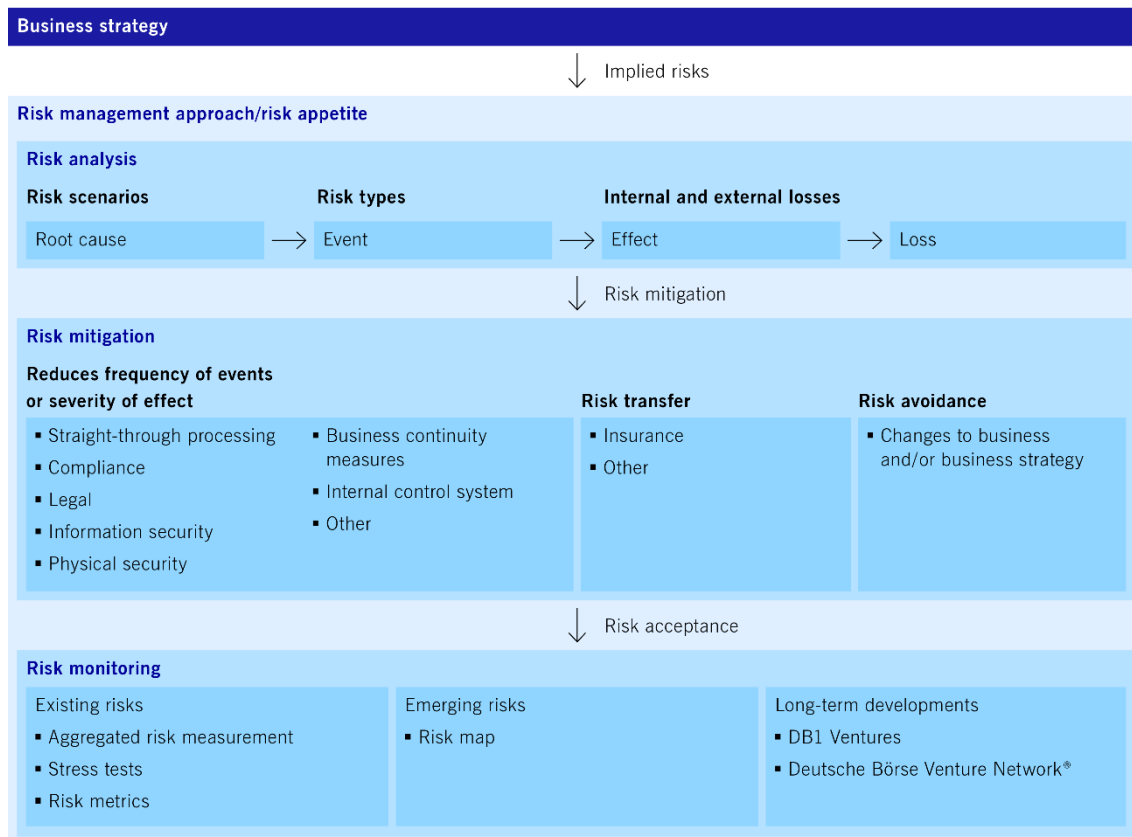 Business strategy
Implied risks
Risk management approach/risk appetite
Risk analysis
Risk scenarios
Risk types
Internal and external losses
Root cause
Event
Effect
Loss
Risk mitigation
Risk mitigation
Reduces frequency of events
or severity of effect
▪ Straight-through processing
▪ Compliance
▪ Legal
▪ Information security
▪ Physical security
▪ Business continuity
measures
▪ Internal control system
▪ Other
Risk transfer
▪ Insurance
▪ Other
Risk avoidance
▪ Changes to business
and/or business strategy
Risk acceptance
Risk monitoring
Existing risks
▪ Aggregated risk measurement
▪ Stress tests
▪ Risk metrics
Emerging risks
▪ Risk map
Long-term developments
▪ DB1 Ventures
▪ Deutsche Börse Venture Network®